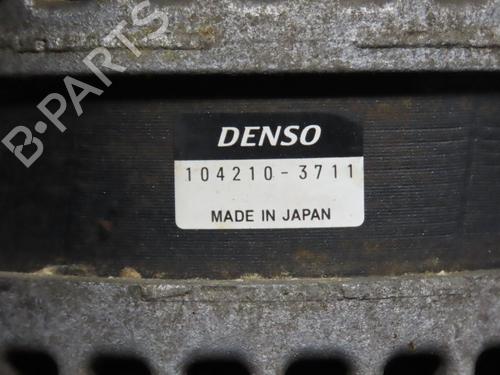 B-PARTS
DENSO
104210-3711
MADE IN JAPAN